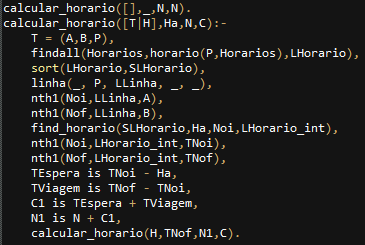 calcular_horario([],_,N,N).
calcular_horario([T|H],Ha,N,C):-
T = (A,B,P),
findall(Horarios,horario(P,Horarios),LHorario),
sort(LHorario,SLHorario),
linha(_, P, LLinha, _, _),
nth1(Noi,LLinha,A),
nth1(Nof,LLinha,B),
find_horario(SLHorario,Ha,Noi,LHorario_int),
nth1(Noi,LHorario_int,TNoi),
nth1(Nof,LHorario_int,TNof),
TEspera is TNoi - Ha,
TViagem is TNof - TNoi,
C1 is TEspera + TViagem,
N1 is N + C1,
calcular_horario(H,TNof,N1,C).